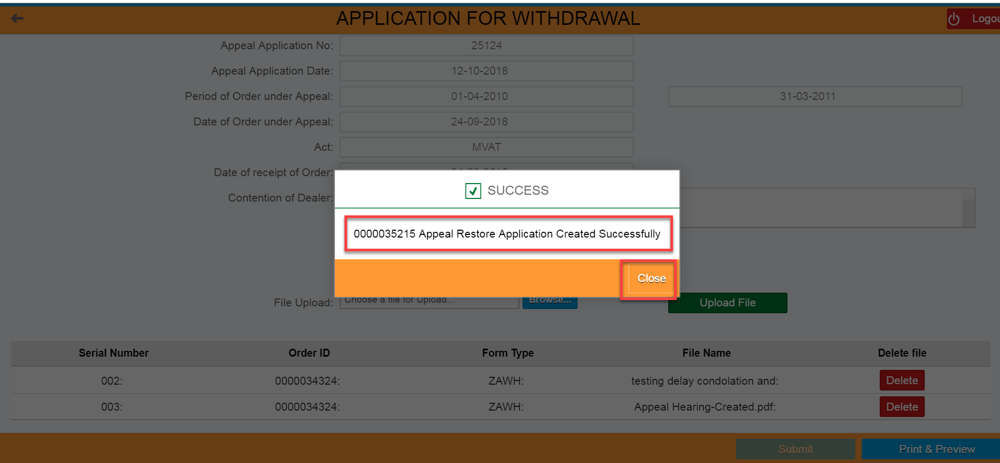 APPLICATION FOR WITHDRAWAL
Appeal Application No: 25124
Appeal Application Date: 12-10-2018
Period of Order under Appeal: 01-04-2010 31-03-2011
Date of Order under Appeal: 24-09-2018
Act: MVAT
Date of receipt of Order:
Contention of Dealer:
SUCCESS
0000035215 Appeal Restore Application Created Successfully
Close
File Upload: Choose a file for Upload... Browse... Upload File
Serial Number Order ID Form Type File Name Delete file
002: 0000034324: ZAWH: testing delay condolation and: Delete
003: 0000034324: ZAWH: Appeal Hearing-Created.pdf: Delete
Submit Print & Preview